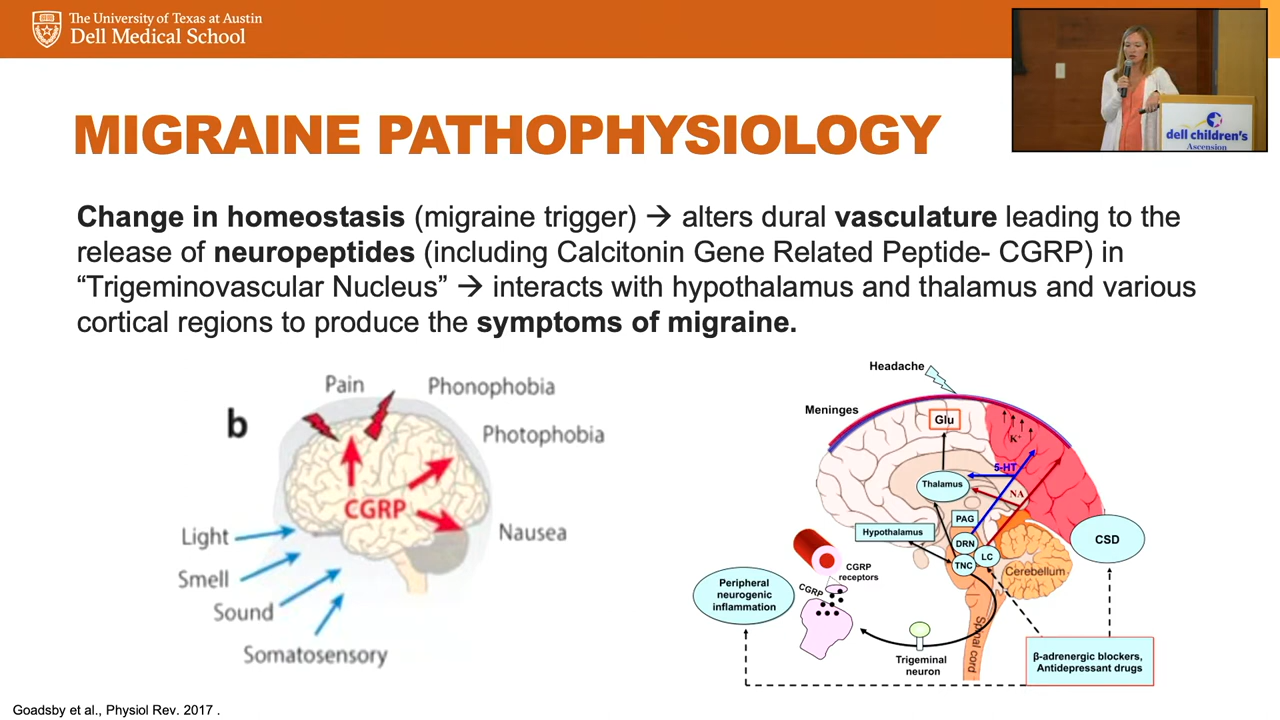 The University of Texas at Austin
Dell Medical School
dell children's
Ascension
MIGRAINE PATHOPHYSIOLOGY
Change in homeostasis (migraine trigger) → alters dural vasculature leading to the
release of neuropeptides (including Calcitonin Gene Related Peptide- CGRP) in
“Trigeminovascular Nucleus” → interacts with hypothalamus and thalamus and various
cortical regions to produce the symptoms of migraine.
b
Pain
Phonophobia
Photophobia
CGRP
Nausea
Light
Smell
Sound
Somatosensory
Headache
Meninges
Glu
K+
5-HT
Thalamus
NA
PAG
Hypothalamus
DRN
LC
TNC
CSD
Cerebellum
CGRP
receptors
CGRP
Peripheral
neurogenic
inflammation
Spinal cord
Trigeminal
neuron
β-adrenergic blockers,
Antidepressant drugs
Goadsby et al., Physiol Rev. 2017 .